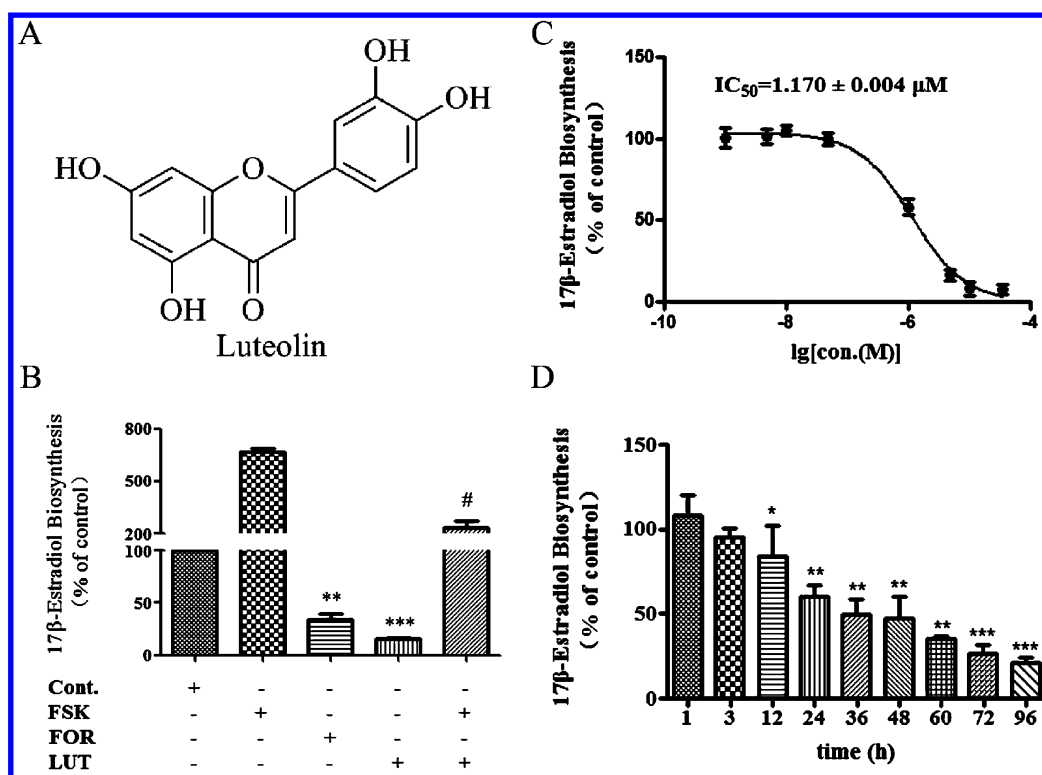 A
OH
OH
HO
O
OH
O
Luteolin
B
17β-Estradiol Biosynthesis
( % of control)
800
500
200
100
50
0
**
***
#
Cont. + - - - -
FSK - + - - +
FOR - - + - -
LUT - - - + +
C
17β-Estradiol Biosynthesis
( % of control)
150
100
50
0
IC50=1.170 ± 0.004 μM
-10 -8 -6 -4
lg[con.(M)]
D
17β-Estradiol Biosynthesis
( % of control)
150
100
50
0
*
**
**
**
**
***
***
1 3 12 24 36 48 60 72 96
time (h)